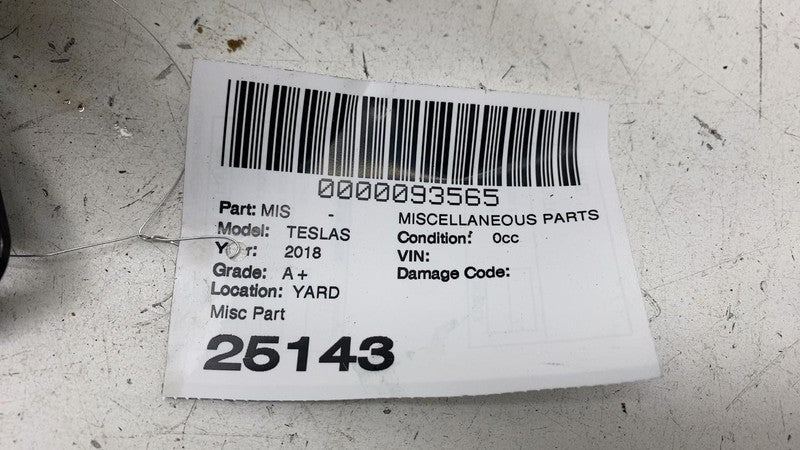 0000093565
Part: MIS - MISCELLANEOUS PARTS
Model: TESLAS Condition: 0cc
Year: 2018 VIN:
Grade: A+ Damage Code:
Location: YARD
Misc Part
25143